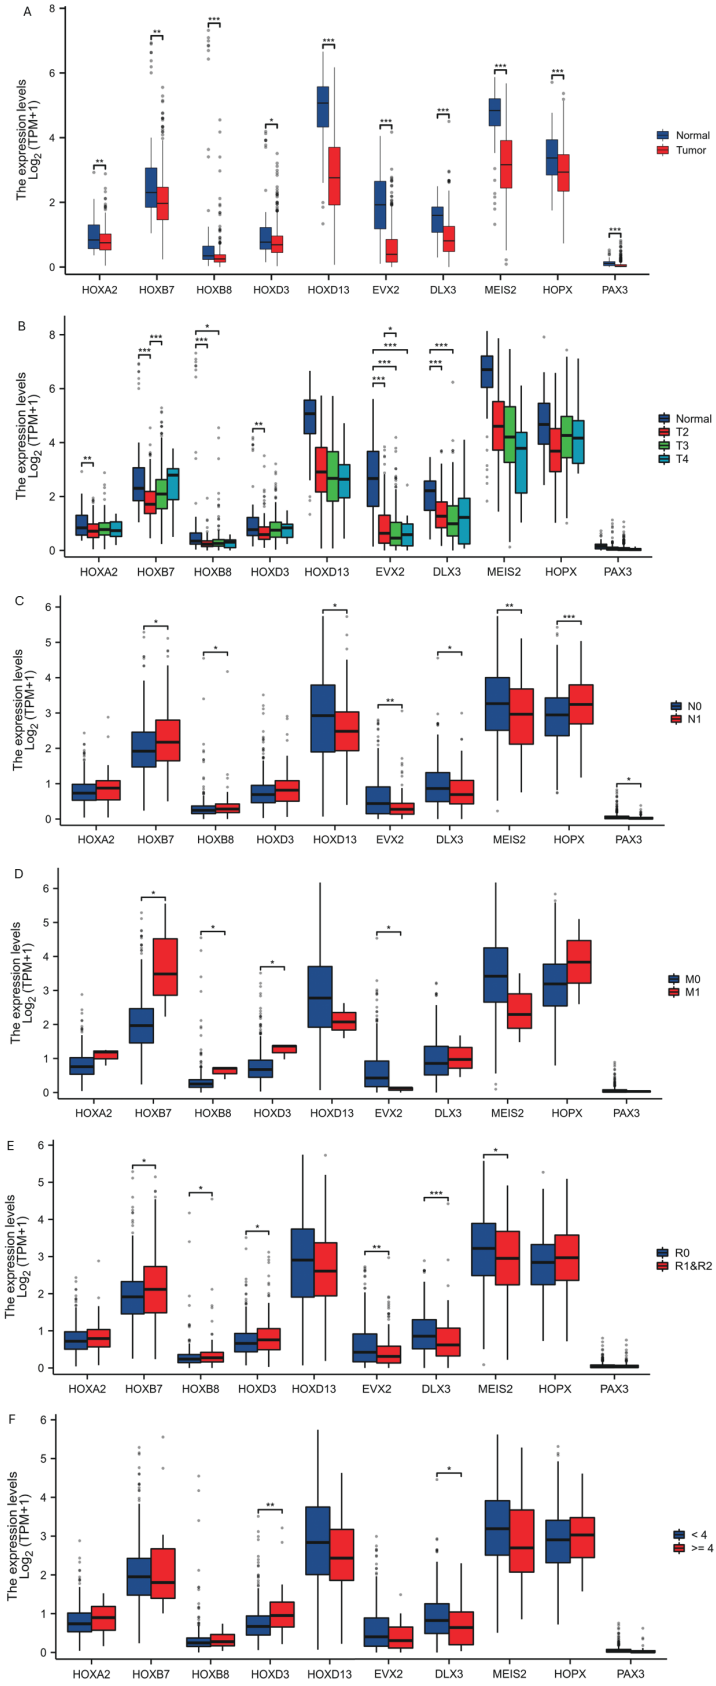 A
The expression levels
Log2 (TPM+1)
8
6
4
2
0
** ** *** * *** *** *** *** *** ***
HOXA2 HOXB7 HOXB8 HOXD3 HOXD13 EVX2 DLX3 MEIS2 HOPX PAX3
Normal
Tumor
B
The expression levels
Log2 (TPM+1)
8
6
4
2
0
** *** *** *** * ** *** *** *** * *** ***
HOXA2 HOXB7 HOXB8 HOXD3 HOXD13 EVX2 DLX3 MEIS2 HOPX PAX3
Normal
T2
T3
T4
C
The expression levels
Log2 (TPM+1)
6
5
4
3
2
1
0
* * * ** * ** *** *
HOXA2 HOXB7 HOXB8 HOXD3 HOXD13 EVX2 DLX3 MEIS2 HOPX PAX3
N0
N1
D
The expression levels
Log2 (TPM+1)
6
5
4
3
2
1
0
* * * *
HOXA2 HOXB7 HOXB8 HOXD3 HOXD13 EVX2 DLX3 MEIS2 HOPX PAX3
M0
M1
E
The expression levels
Log2 (TPM+1)
6
5
4
3
2
1
0
* * * ** *** *
HOXA2 HOXB7 HOXB8 HOXD3 HOXD13 EVX2 DLX3 MEIS2 HOPX PAX3
R0
R1&R2
F
The expression levels
Log2 (TPM+1)
6
5
4
3
2
1
0
** *
HOXA2 HOXB7 HOXB8 HOXD3 HOXD13 EVX2 DLX3 MEIS2 HOPX PAX3
< 4
>= 4